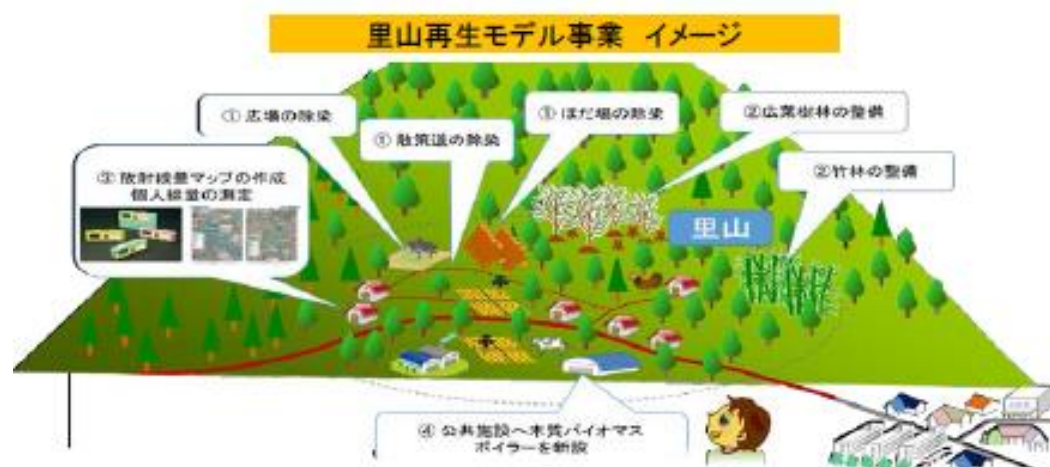 里山再生モデル事業 イメージ
① 広場の除染
① 散策道の除染
① ほだ場の除染
②広葉樹林の整備
②竹林の整備
③ 放射線量マップの作成
個人線量の測定
里山
④ 公共施設へ木質バイオマス
ボイラーを新設